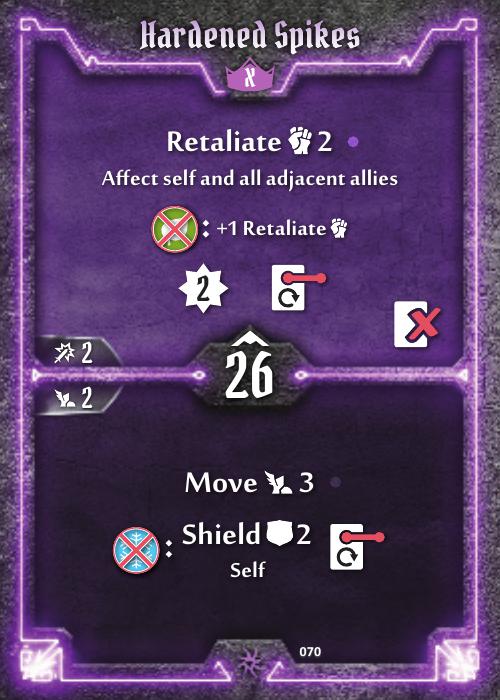 Hardened Spikes
X
Retaliate 2
Affect self and all adjacent allies
: +1 Retaliate
2
2
26
2
Move 3
: Shield 2
Self
070